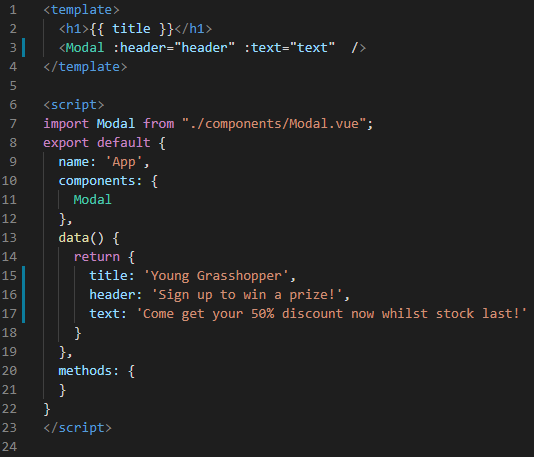 1 <template>
2   <h1>{{ title }}</h1>
3   <Modal :header="header" :text="text"  />
4 </template>
5
6 <script>
7 import Modal from "./components/Modal.vue";
8 export default {
9   name: 'App',
10   components: {
11     Modal
12   },
13   data() {
14     return {
15       title: 'Young Grasshopper',
16       header: 'Sign up to win a prize!',
17       text: 'Come get your 50% discount now whilst stock last!'
18     }
19   },
20   methods: {
21   }
22 }
23 </script>
24